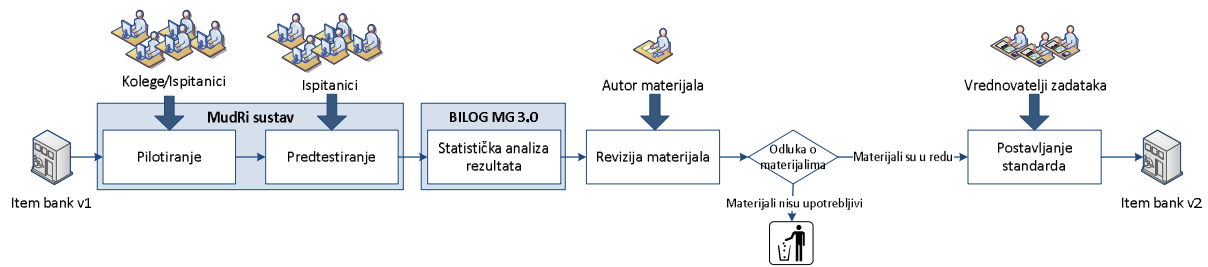 Kolege/Ispitanici
Ispitanici
Autor materijala
Vrednovatelji zadataka
MudRi sustav
BILOG MG 3.0
Pilotiranje
Predtestiranje
Statistička analiza
rezultata
Revizija materijala
Odluka o
materijalima
Materijali su u redu
Postavljanje
standarda
Item bank v1
Materijali nisu upotrebljivi
Item bank v2